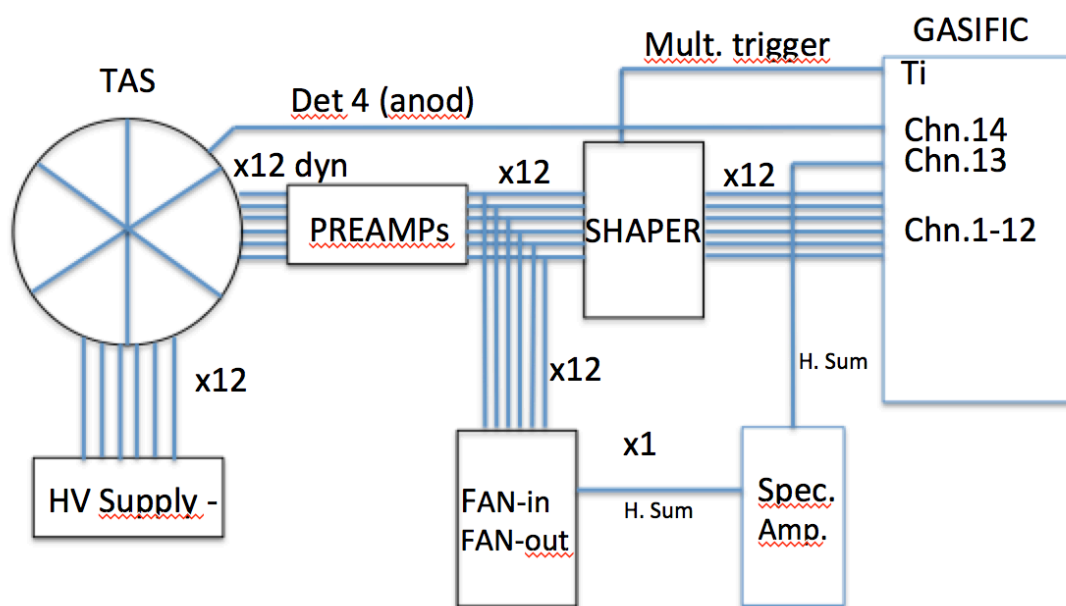 GASIFIC
Mult. trigger
Ti
TAS
Det 4 (anod)
Chn.14
Chn.13
x12 dyn
x12
x12
PREAMPs
SHAPER
Chn.1-12
x12
x12
H. Sum
x1
HV Supply -
FAN-in
FAN-out
H. Sum
Spec.
Amp.